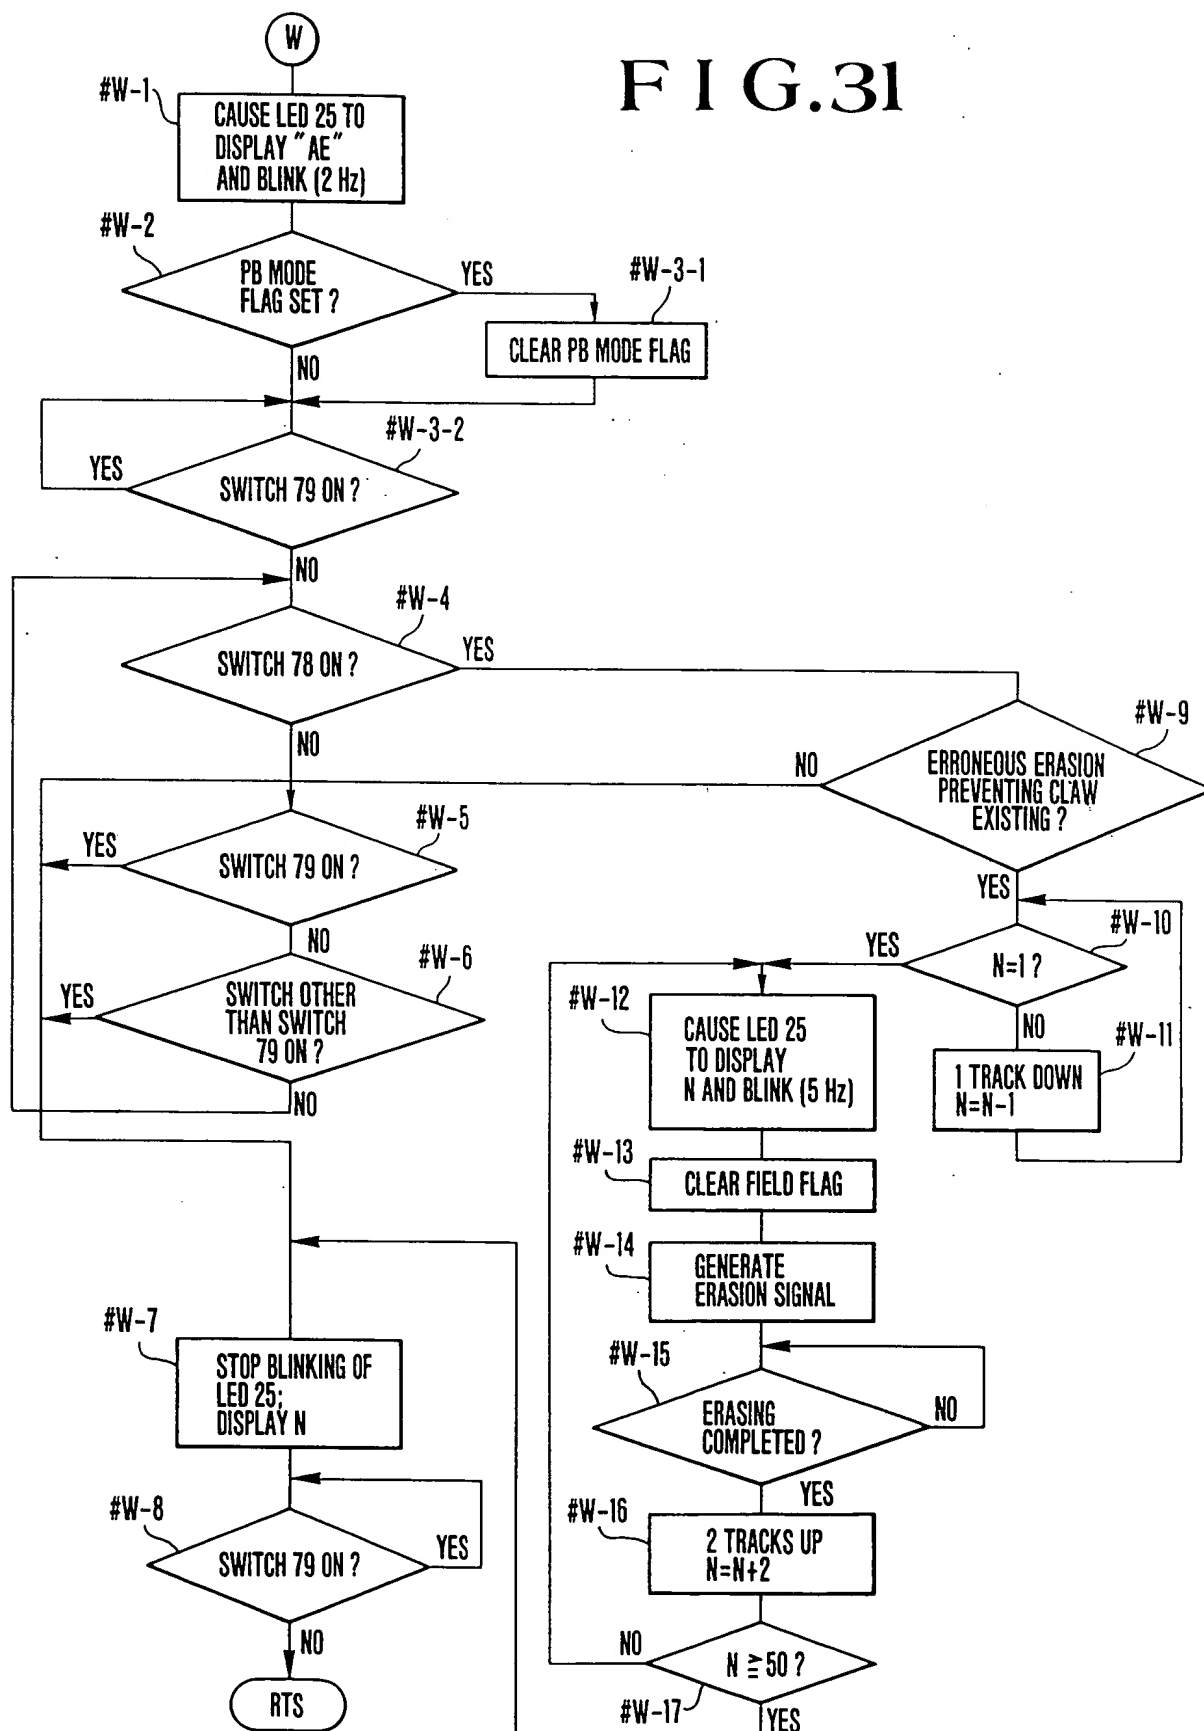 FIG.31
W
#W-1
CAUSE LED 25 TO
DISPLAY "AE"
AND BLINK (2 Hz)
#W-2
PB MODE
FLAG SET ?
YES
NO
#W-3-1
CLEAR PB MODE FLAG
#W-3-2
YES
SWITCH 79 ON ?
NO
#W-4
SWITCH 78 ON ?
YES
NO
#W-9
NO
ERRONEOUS ERASION
PREVENTING CLAW
EXISTING ?
YES
#W-5
YES
SWITCH 79 ON ?
NO
#W-6
YES
SWITCH OTHER
THAN SWITCH
79 ON ?
NO
#W-10
YES
N=1 ?
NO
#W-11
1 TRACK DOWN
N=N-1
#W-12
CAUSE LED 25
TO DISPLAY
N AND BLINK (5 Hz)
#W-13
CLEAR FIELD FLAG
#W-14
GENERATE
ERASION SIGNAL
#W-7
STOP BLINKING OF
LED 25;
DISPLAY N
#W-15
ERASING
COMPLETED ?
NO
YES
#W-8
SWITCH 79 ON ?
YES
NO
RTS
#W-16
2 TRACKS UP
N=N+2
NO
N ≧ 50 ?
#W-17
YES